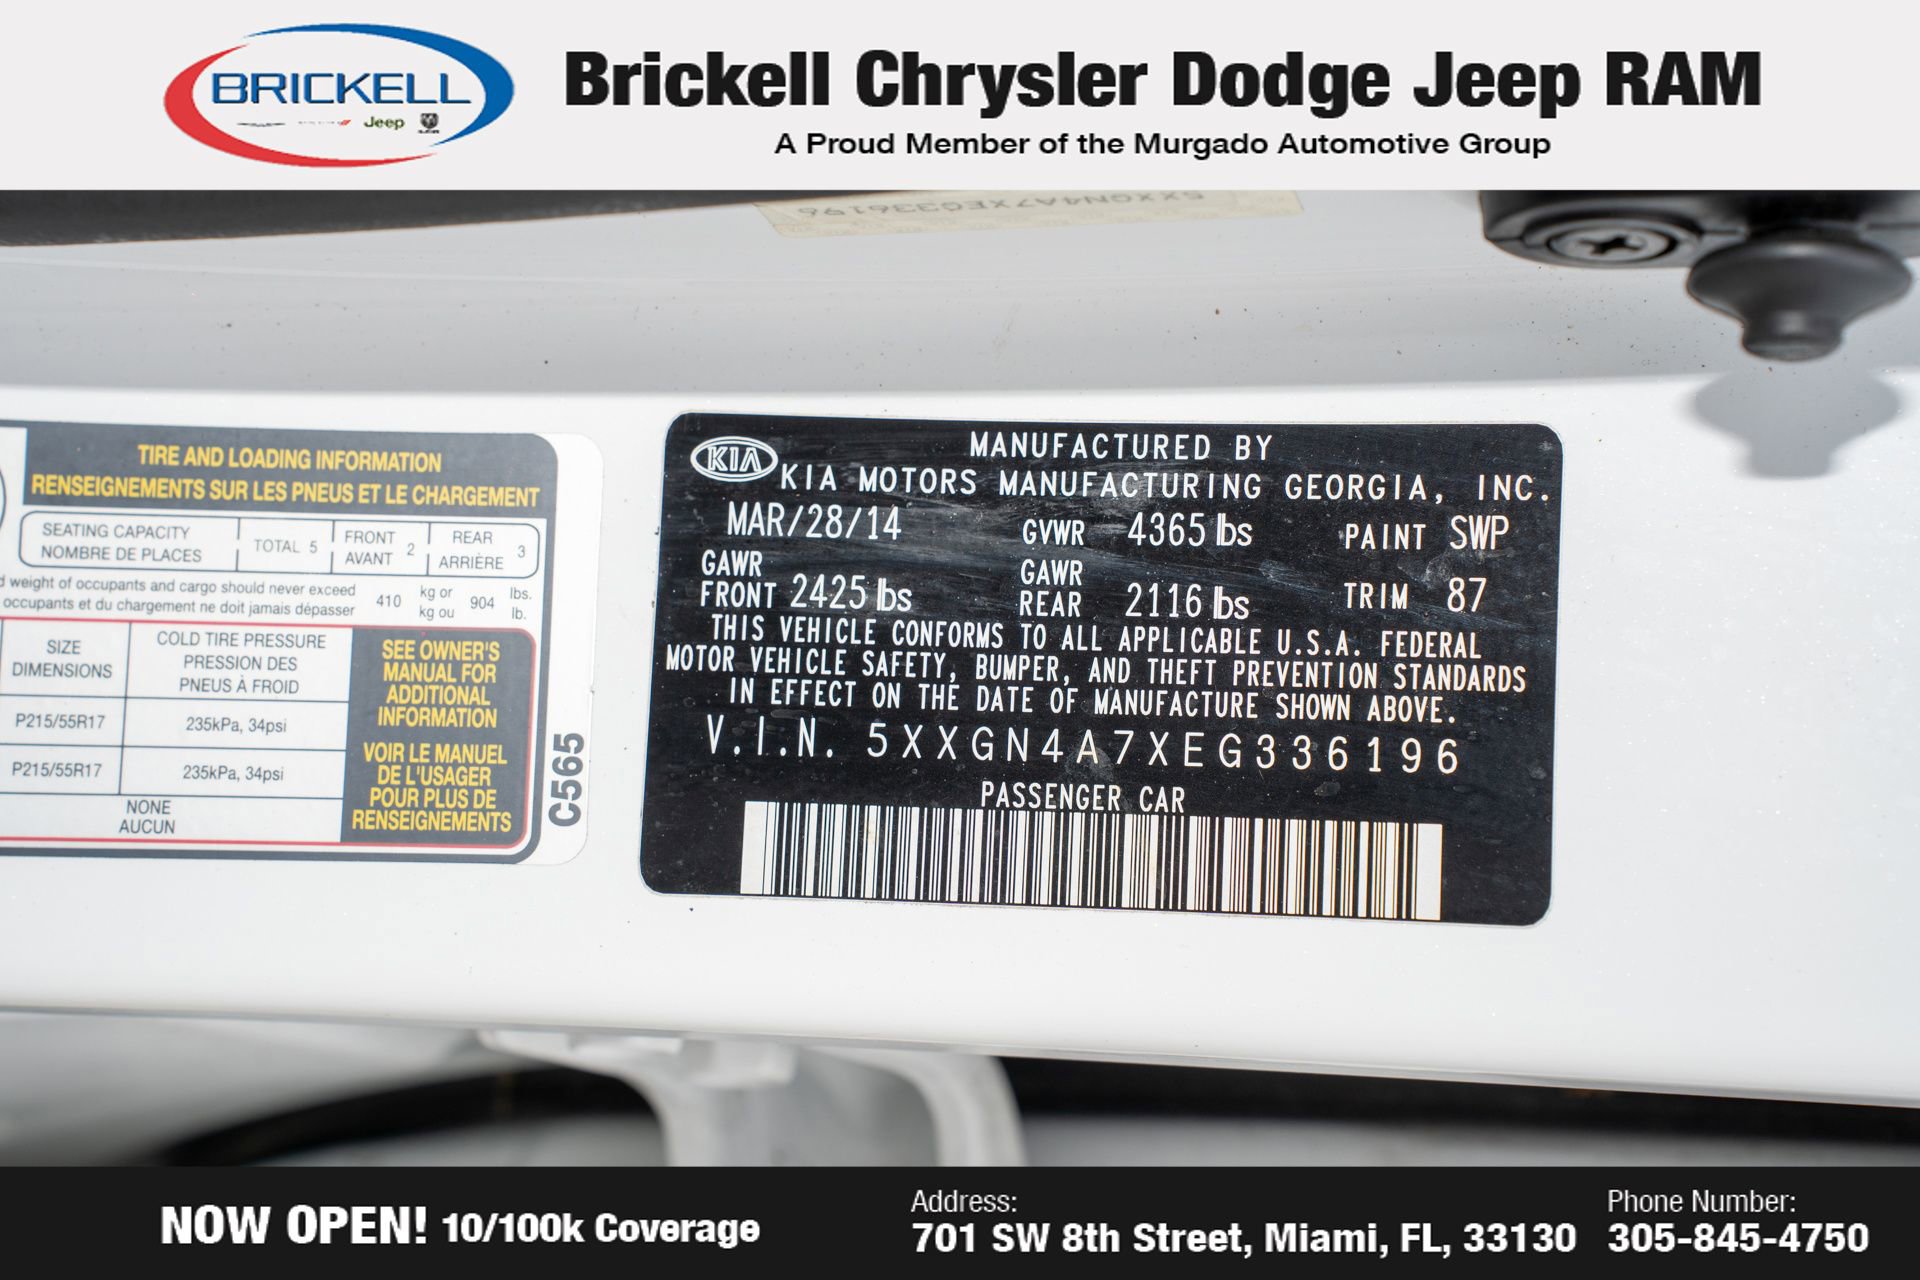 BRICKELL
Jeep
RAM
Brickell Chrysler Dodge Jeep RAM
A Proud Member of the Murgado Automotive Group
5XXGN4A7XEG336196
TIRE AND LOADING INFORMATION
RENSEIGNEMENTS SUR LES PNEUS ET LE CHARGEMENT
SEATING CAPACITY
NOMBRE DE PLACES
TOTAL 5
FRONT
AVANT 2
REAR
ARRIÈRE 3
weight of occupants and cargo should never exceed
occupants et du chargement ne doit jamais dépasser
410 kg or
kg ou
904 lbs.
lb.
SIZE
DIMENSIONS
COLD TIRE PRESSURE
PRESSION DES
PNEUS À FROID
P215/55R17 235kPa, 34psi
P215/55R17 235kPa, 34psi
NONE
AUCUN
SEE OWNER'S
MANUAL FOR
ADDITIONAL
INFORMATION
VOIR LE MANUEL
DE L'USAGER
POUR PLUS DE
RENSEIGNEMENTS
C565
KIA
MANUFACTURED BY
KIA MOTORS MANUFACTURING GEORGIA, INC.
MAR/28/14 GVWR 4365 lbs PAINT SWP
GAWR
FRONT 2425 lbs
GAWR
REAR 2116 lbs
TRIM 87
THIS VEHICLE CONFORMS TO ALL APPLICABLE U.S.A. FEDERAL
MOTOR VEHICLE SAFETY, BUMPER, AND THEFT PREVENTION STANDARDS
IN EFFECT ON THE DATE OF MANUFACTURE SHOWN ABOVE.
V.I.N. 5XXGN4A7XEG336196
PASSENGER CAR
NOW OPEN! 10/100k Coverage
Address:
701 SW 8th Street, Miami, FL, 33130
Phone Number:
305-845-4750